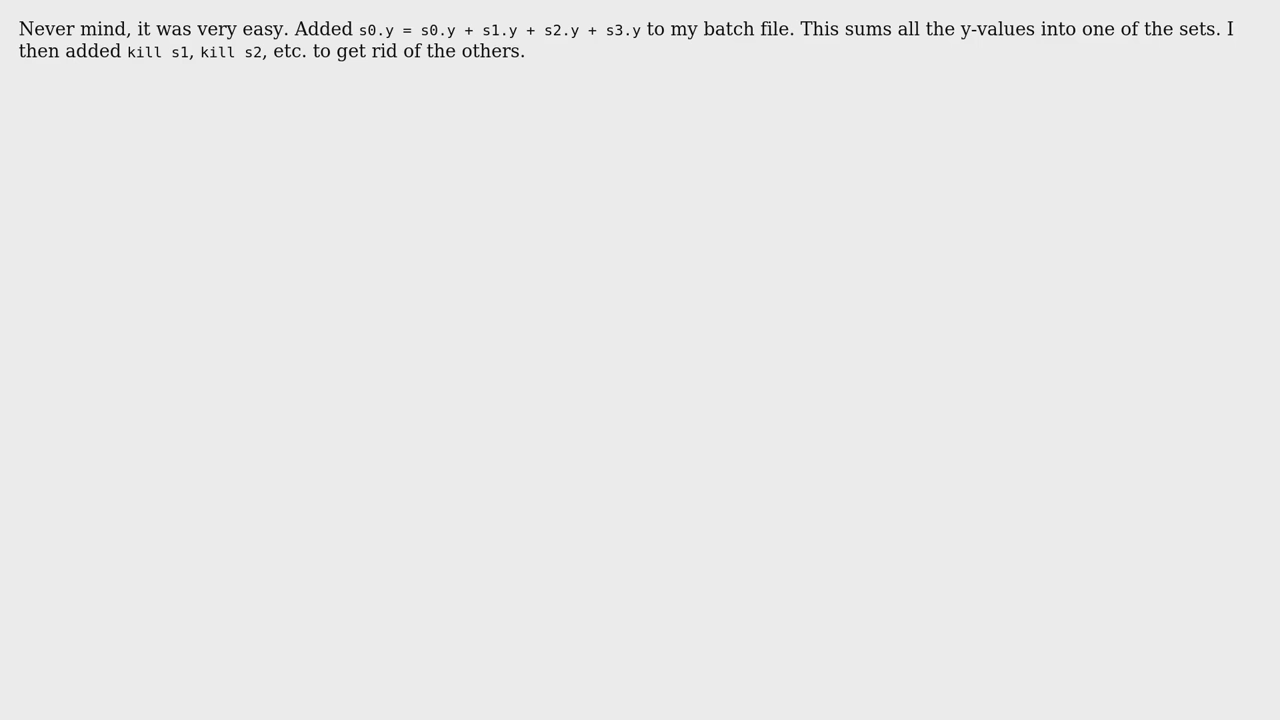 Never mind, it was very easy. Added s0.y = s0.y + s1.y + s2.y + s3.y to my batch file. This sums all the y-values into one of the sets. I
then added kill s1, kill s2, etc. to get rid of the others.